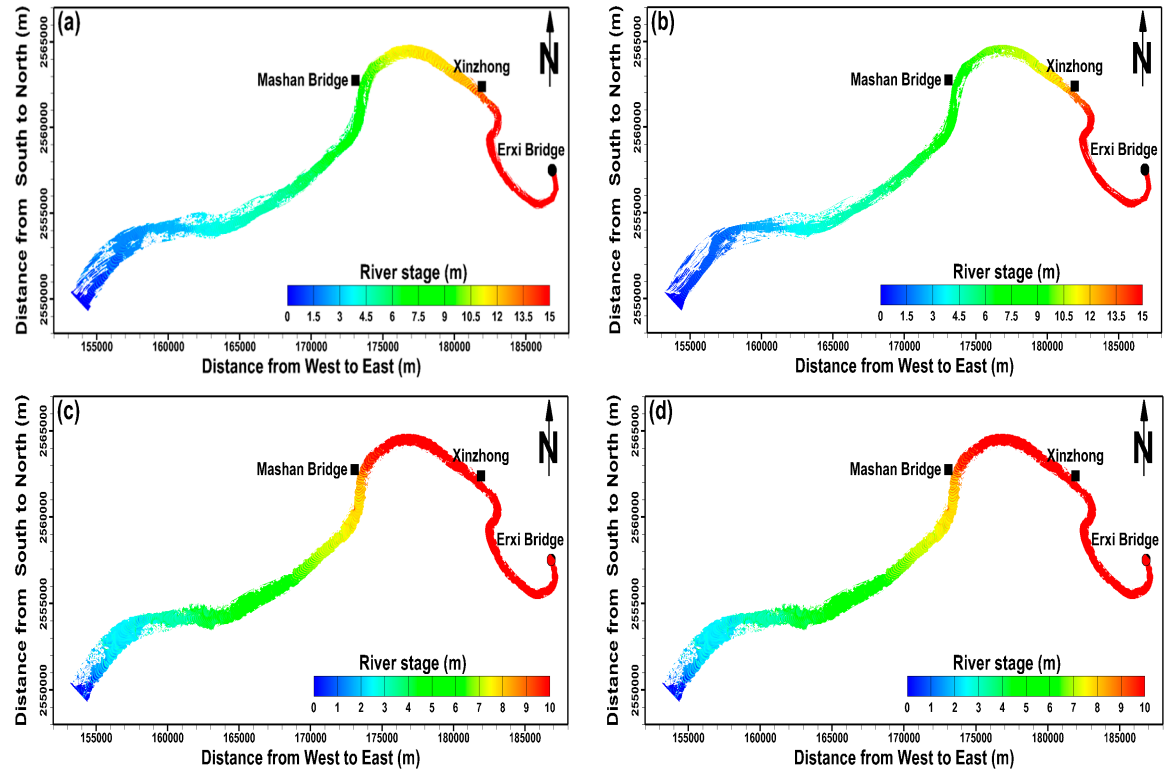 (a)
N
Mashan Bridge
Xinzhong
Erxi Bridge
River stage (m)
0 1.5 3 4.5 6 7.5 9 10.5 12 13.5 15
2550000 2555000 2560000 2565000
Distance from South to North (m)
155000 160000 165000 170000 175000 180000 185000
Distance from West to East (m)
(b)
N
Mashan Bridge
Xinzhong
Erxi Bridge
River stage (m)
0 1.5 3 4.5 6 7.5 9 10.5 12 13.5 15
2550000 2555000 2560000 2565000
Distance from South to North (m)
155000 160000 165000 170000 175000 180000 185000
Distance from West to East (m)
(c)
N
Mashan Bridge
Xinzhong
Erxi Bridge
River stage (m)
0 1 2 3 4 5 6 7 8 9 10
2550000 2555000 2560000 2565000
Distance from South to North (m)
155000 160000 165000 170000 175000 180000 185000
Distance from West to East (m)
(d)
N
Mashan Bridge
Xinzhong
Erxi Bridge
River stage (m)
0 1 2 3 4 5 6 7 8 9 10
2550000 2555000 2560000 2565000
Distance from South to North (m)
155000 160000 165000 170000 175000 180000 185000
Distance from West to East (m)